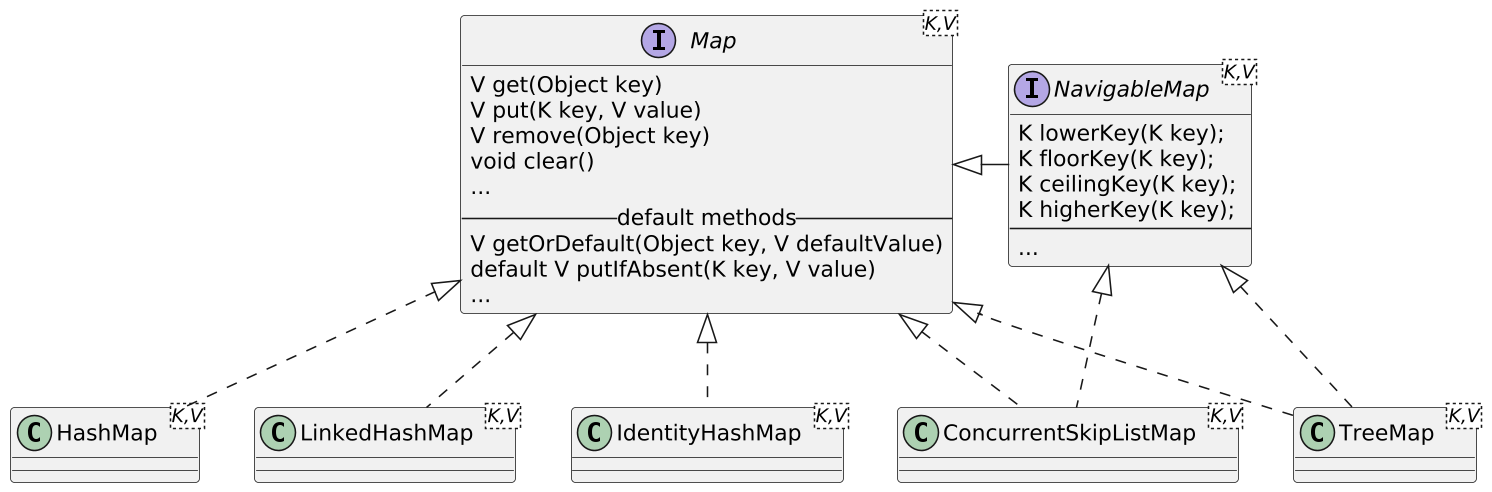 K,V
I Map
V get(Object key)
V put(K key, V value)
V remove(Object key)
void clear()
...
default methods
V getOrDefault(Object key, V defaultValue)
default V putIfAbsent(K key, V value)
...
K,V
I NavigableMap
K lowerKey(K key);
K floorKey(K key);
K ceilingKey(K key);
K higherKey(K key);
...
K,V
C HashMap
K,V
C LinkedHashMap
K,V
C IdentityHashMap
K,V
C ConcurrentSkipListMap
K,V
C TreeMap